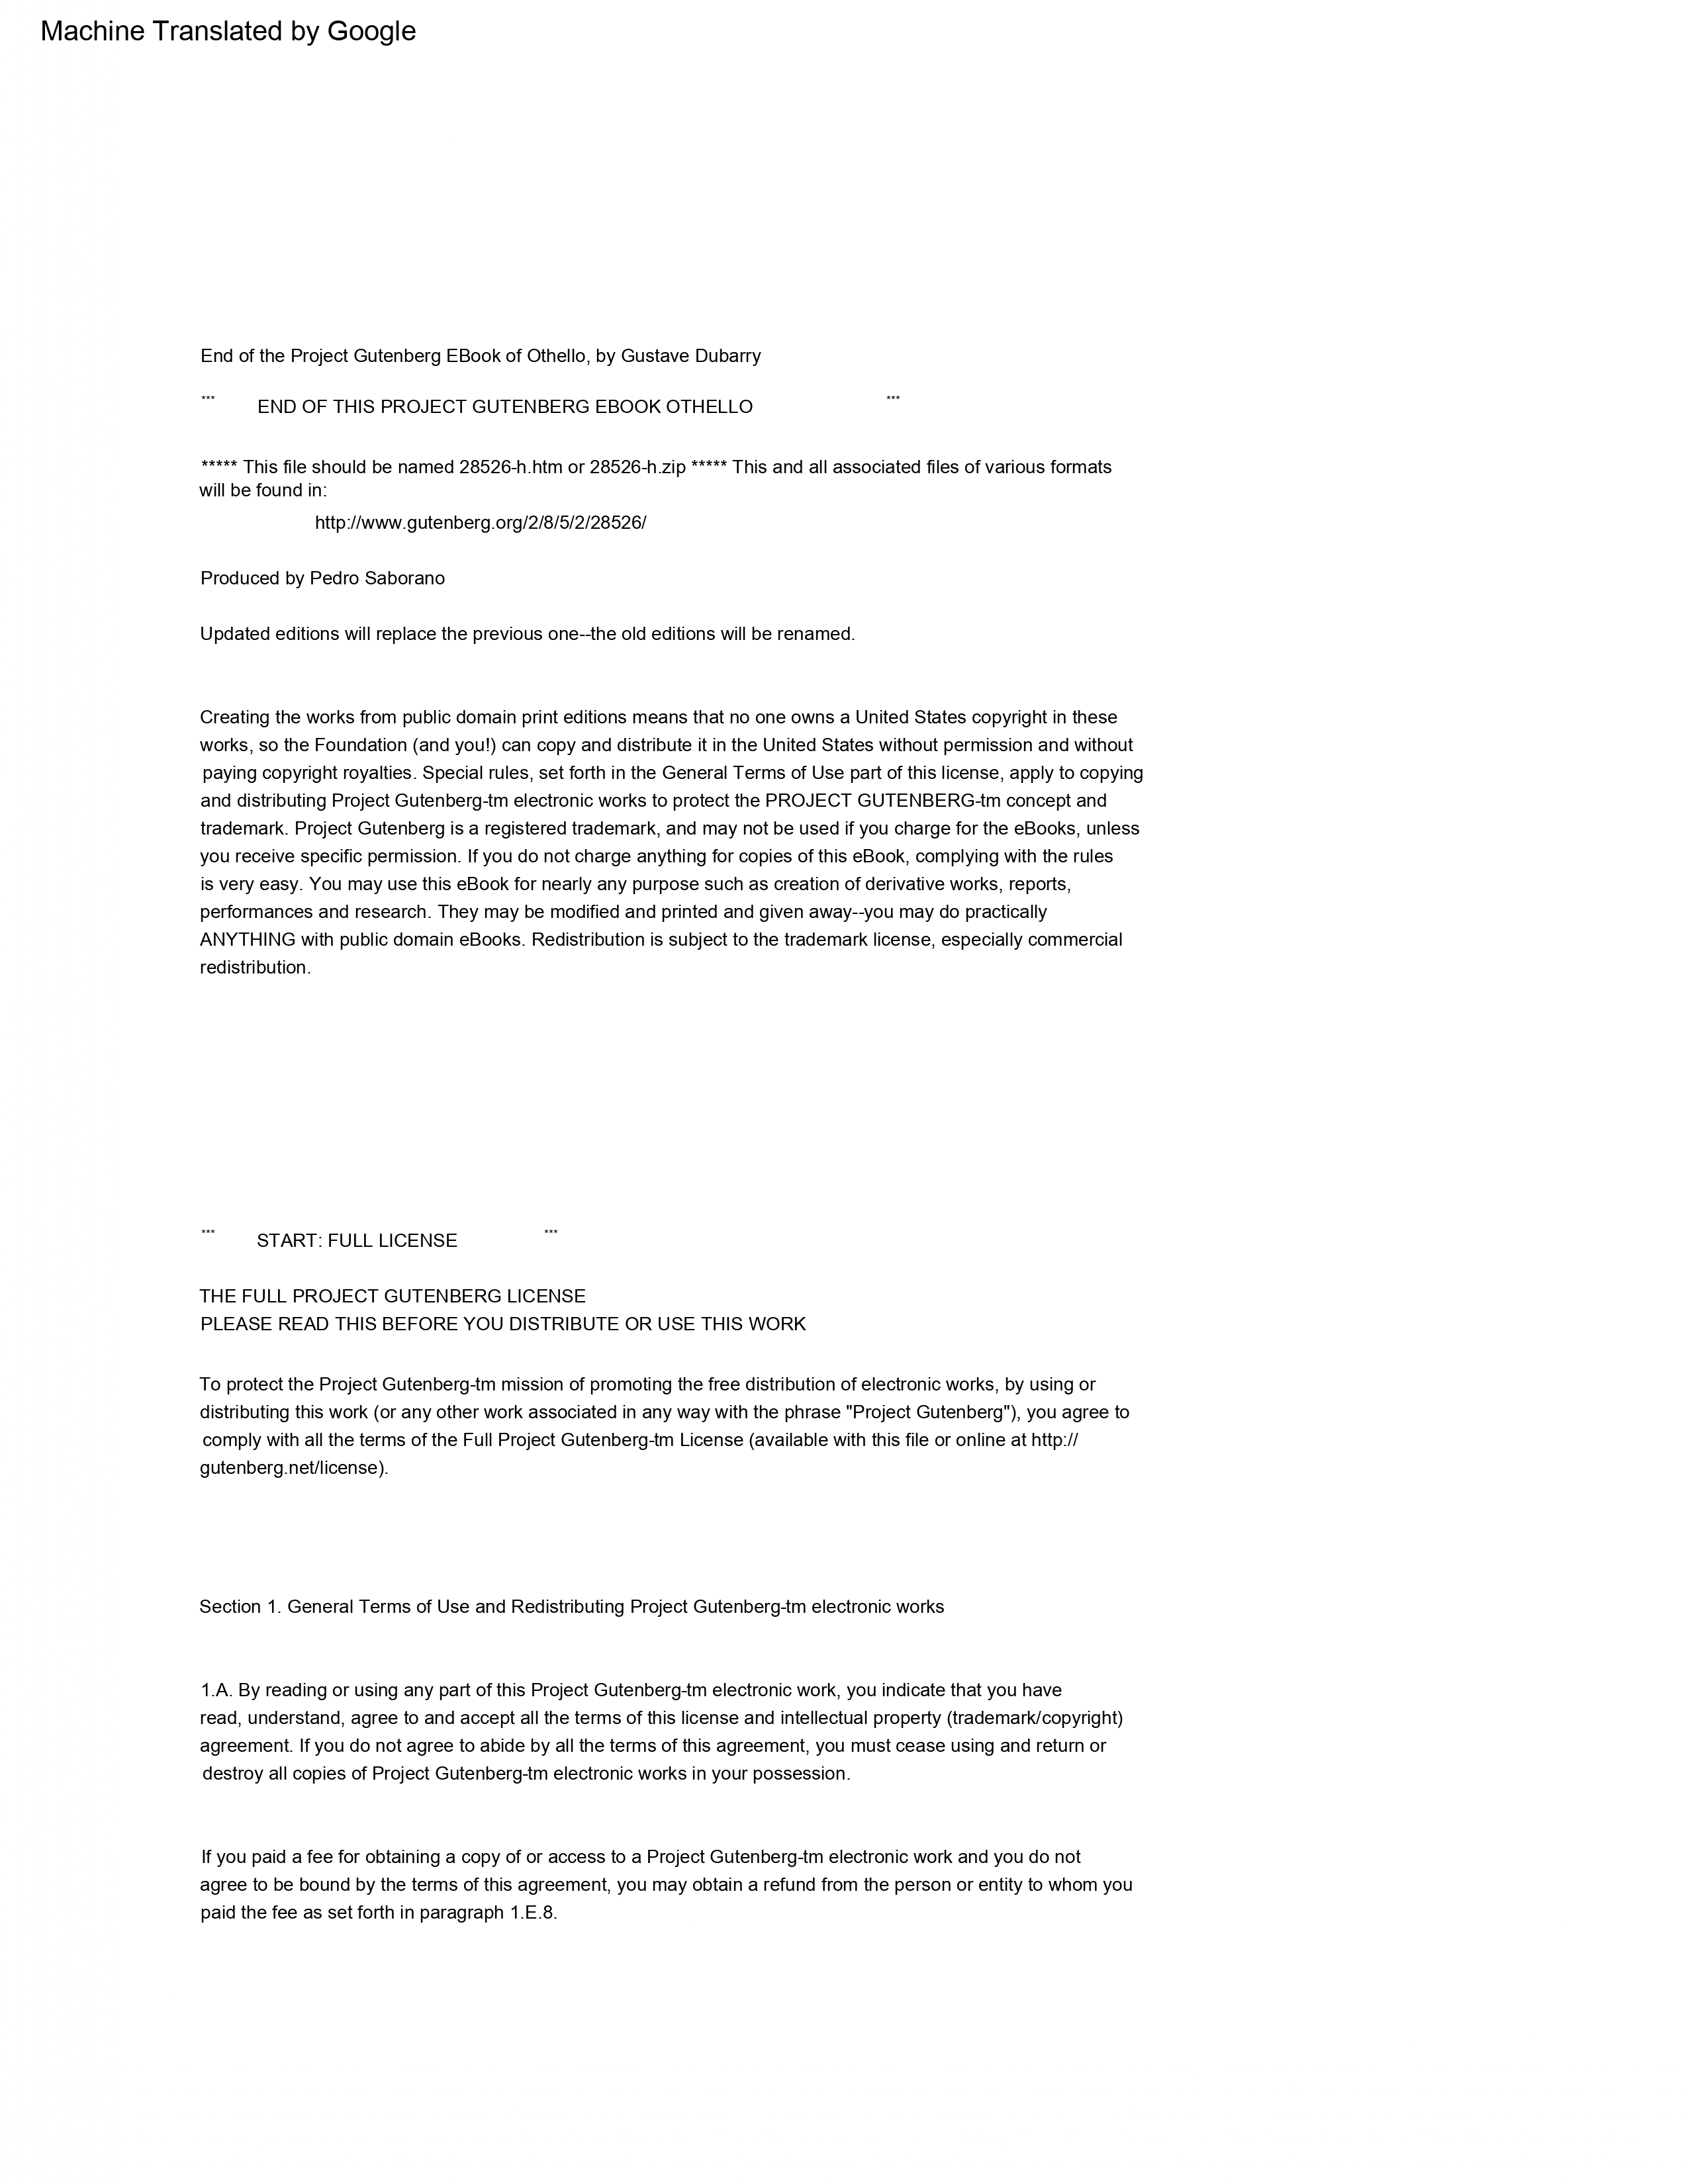 Machine Translated by Google
End of the Project Gutenberg EBook of Othello, by Gustave Dubarry
*** END OF THIS PROJECT GUTENBERG EBOOK OTHELLO ***
***** This file should be named 28526-h.htm or 28526-h.zip ***** This and all associated files of various formats
will be found in:
http://www.gutenberg.org/2/8/5/2/28526/
Produced by Pedro Saborano
Updated editions will replace the previous one--the old editions will be renamed.
Creating the works from public domain print editions means that no one owns a United States copyright in these
works, so the Foundation (and you!) can copy and distribute it in the United States without permission and without
paying copyright royalties. Special rules, set forth in the General Terms of Use part of this license, apply to copying
and distributing Project Gutenberg-tm electronic works to protect the PROJECT GUTENBERG-tm concept and
trademark. Project Gutenberg is a registered trademark, and may not be used if you charge for the eBooks, unless
you receive specific permission. If you do not charge anything for copies of this eBook, complying with the rules
is very easy. You may use this eBook for nearly any purpose such as creation of derivative works, reports,
performances and research. They may be modified and printed and given away--you may do practically
ANYTHING with public domain eBooks. Redistribution is subject to the trademark license, especially commercial
redistribution.
*** START: FULL LICENSE ***
THE FULL PROJECT GUTENBERG LICENSE
PLEASE READ THIS BEFORE YOU DISTRIBUTE OR USE THIS WORK
To protect the Project Gutenberg-tm mission of promoting the free distribution of electronic works, by using or
distributing this work (or any other work associated in any way with the phrase "Project Gutenberg"), you agree to
comply with all the terms of the Full Project Gutenberg-tm License (available with this file or online at http://
gutenberg.net/license).
Section 1. General Terms of Use and Redistributing Project Gutenberg-tm electronic works
1.A. By reading or using any part of this Project Gutenberg-tm electronic work, you indicate that you have
read, understand, agree to and accept all the terms of this license and intellectual property (trademark/copyright)
agreement. If you do not agree to abide by all the terms of this agreement, you must cease using and return or
destroy all copies of Project Gutenberg-tm electronic works in your possession.
If you paid a fee for obtaining a copy of or access to a Project Gutenberg-tm electronic work and you do not
agree to be bound by the terms of this agreement, you may obtain a refund from the person or entity to whom you
paid the fee as set forth in paragraph 1.E.8.